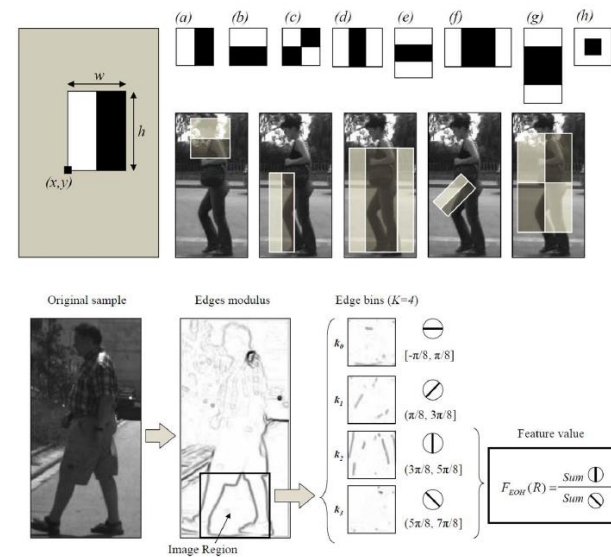 (a) (b) (c) (d) (e) (f) (g) (h)
w
h
(x,y)
Original sample
Edges modulus
Edge bins (K=4)
k0
[-π/8, π/8]
k1
(π/8, 3π/8]
k2
(3π/8, 5π/8]
k3
(5π/8, 7π/8]
Image Region
Feature value
FEOH(R) = Sum
Sum